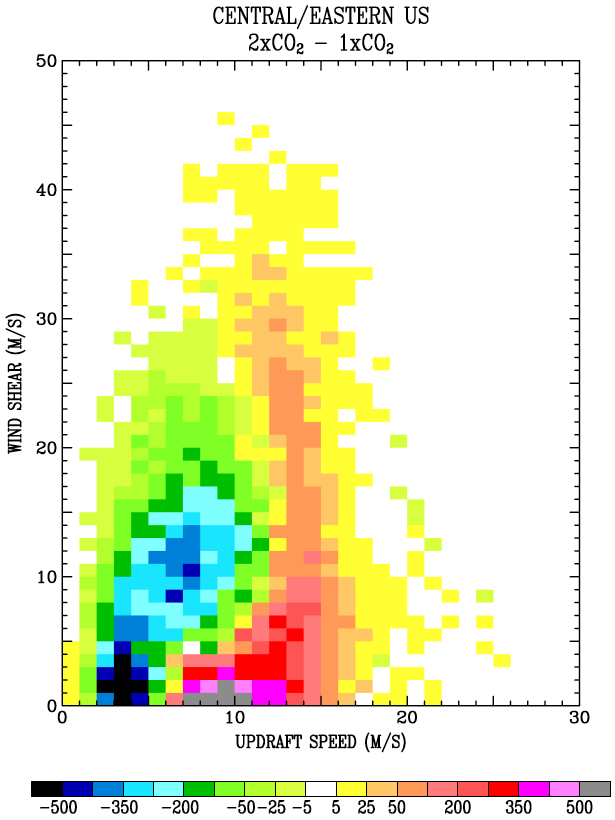 CENTRAL/EASTERN US
2xCO₂ − 1xCO₂
50
40
30
20
10
0
WIND SHEAR (M/S)
0 10 20 30
UPDRAFT SPEED (M/S)
-500 -350 -200 -50 -25 -5 5 25 50 200 350 500